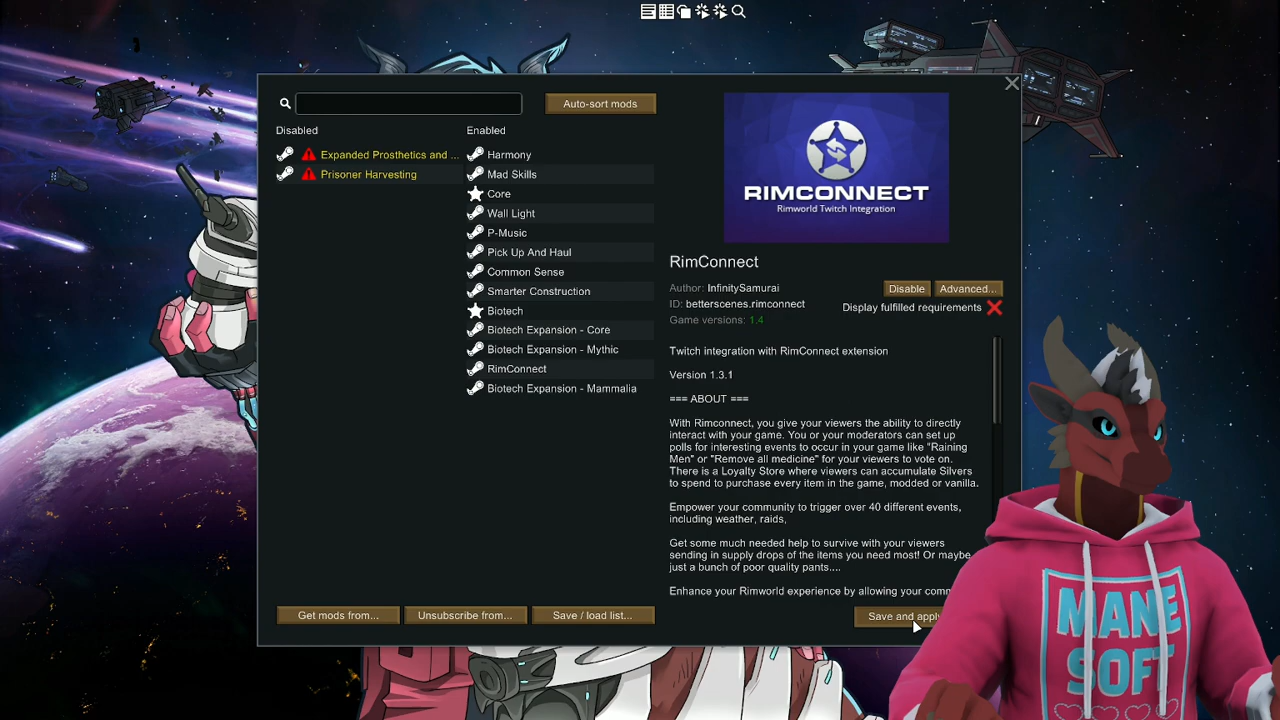 Auto-sort mods
Disabled
Enabled
Expanded Prosthetics and ...
Prisoner Harvesting
Harmony
Mad Skills
Core
Wall Light
P-Music
Pick Up And Haul
Common Sense
Smarter Construction
Biotech
Biotech Expansion - Core
Biotech Expansion - Mythic
RimConnect
Biotech Expansion - Mammalia
RIMCONNECT
Rimworld Twitch Integration
RimConnect
Author: InfinitySamurai
ID: betterscenes.rimconnect
Game versions: 1.4
Disable
Advanced...
Display fulfilled requirements
Twitch integration with RimConnect extension
Version 1.3.1
=== ABOUT ===
With Rimconnect, you give your viewers the ability to directly
interact with your game. You or your moderators can set up
polls for interesting events to occur in your game like "Raining
Men" or "Remove all medicine" for your viewers to vote on.
There is a Loyalty Store where viewers can accumulate Silvers
to spend to purchase every item in the game, modded or vanilla.
Empower your community to trigger over 40 different events,
including weather, raids,
Get some much needed help to survive with your viewers
sending in supply drops of the items you need most! Or maybe
just a bunch of poor quality pants....
Enhance your Rimworld experience by allowing your comm
Get mods from...
Unsubscribe from...
Save / load list...
Save and apply
MANE
SOFT